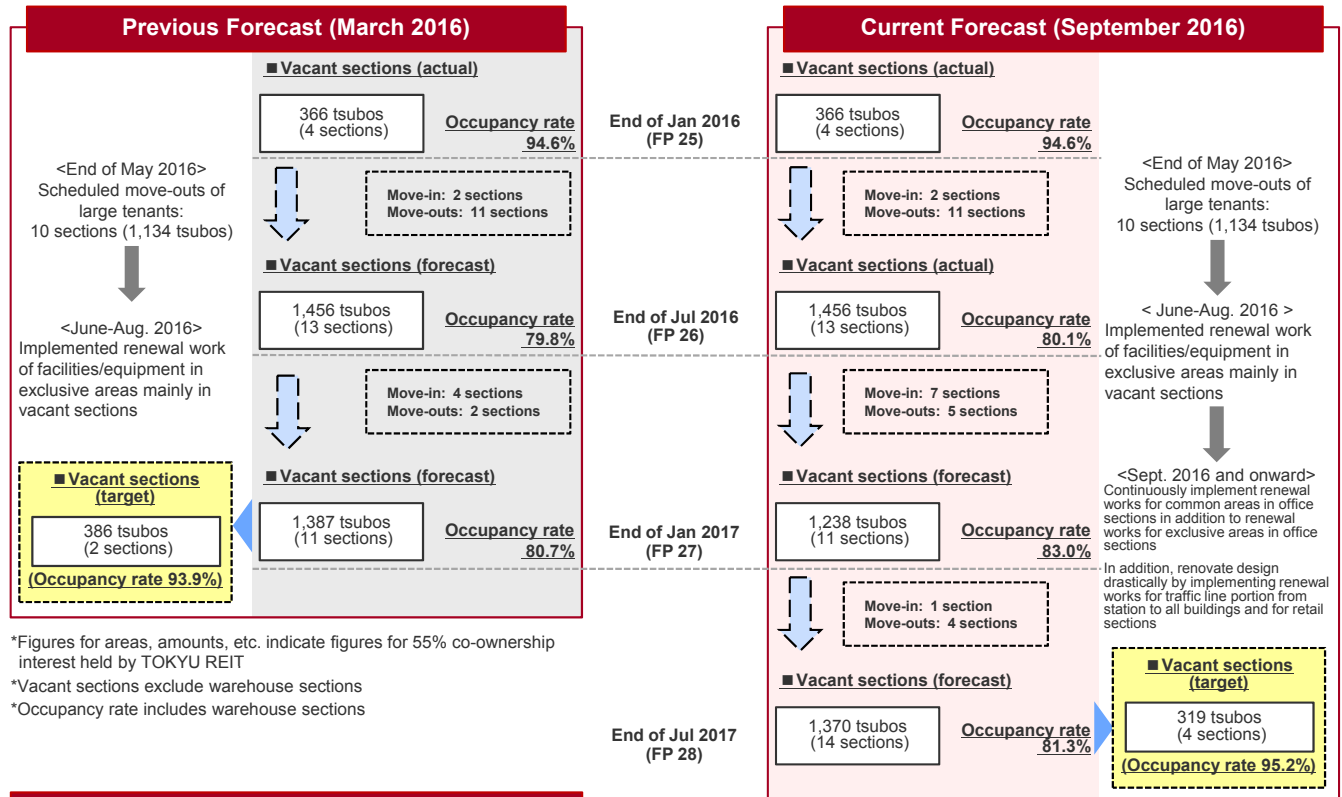 Previous Forecast (March 2016)
■ Vacant sections (actual)
366 tsubos
(4 sections)
Occupancy rate
94.6%
<End of May 2016>
Scheduled move-outs of
large tenants:
10 sections (1,134 tsubos)
Move-in: 2 sections
Move-outs: 11 sections
■ Vacant sections (forecast)
1,456 tsubos
(13 sections)
Occupancy rate
79.8%
<June-Aug. 2016>
Implemented renewal work
of facilities/equipment in
exclusive areas mainly in
vacant sections
Move-in: 4 sections
Move-outs: 2 sections
■ Vacant sections (forecast)
1,387 tsubos
(11 sections)
Occupancy rate
80.7%
■ Vacant sections
(target)
386 tsubos
(2 sections)
(Occupancy rate 93.9%)
*Figures for areas, amounts, etc. indicate figures for 55% co-ownership
interest held by TOKYU REIT
*Vacant sections exclude warehouse sections
*Occupancy rate includes warehouse sections
End of Jan 2016
(FP 25)
End of Jul 2016
(FP 26)
End of Jan 2017
(FP 27)
End of Jul 2017
(FP 28)
Current Forecast (September 2016)
■ Vacant sections (actual)
366 tsubos
(4 sections)
Occupancy rate
94.6%
Move-in: 2 sections
Move-outs: 11 sections
■ Vacant sections (actual)
1,456 tsubos
(13 sections)
Occupancy rate
80.1%
Move-in: 7 sections
Move-outs: 5 sections
■ Vacant sections (forecast)
1,238 tsubos
(11 sections)
Occupancy rate
83.0%
Move-in: 1 section
Move-outs: 4 sections
■ Vacant sections (forecast)
1,370 tsubos
(14 sections)
Occupancy rate
81.3%
<End of May 2016>
Scheduled move-outs of
large tenants:
10 sections (1,134 tsubos)
< June-Aug. 2016 >
Implemented renewal work
of facilities/equipment in
exclusive areas mainly in
vacant sections
<Sept. 2016 and onward>
Continuously implement renewal
works for common areas in office
sections in addition to renewal
works for exclusive areas in office
sections
In addition, renovate design
drastically by implementing renewal
works for traffic line portion from
station to all buildings and for retail
sections
■ Vacant sections
(target)
319 tsubos
(4 sections)
(Occupancy rate 95.2%)